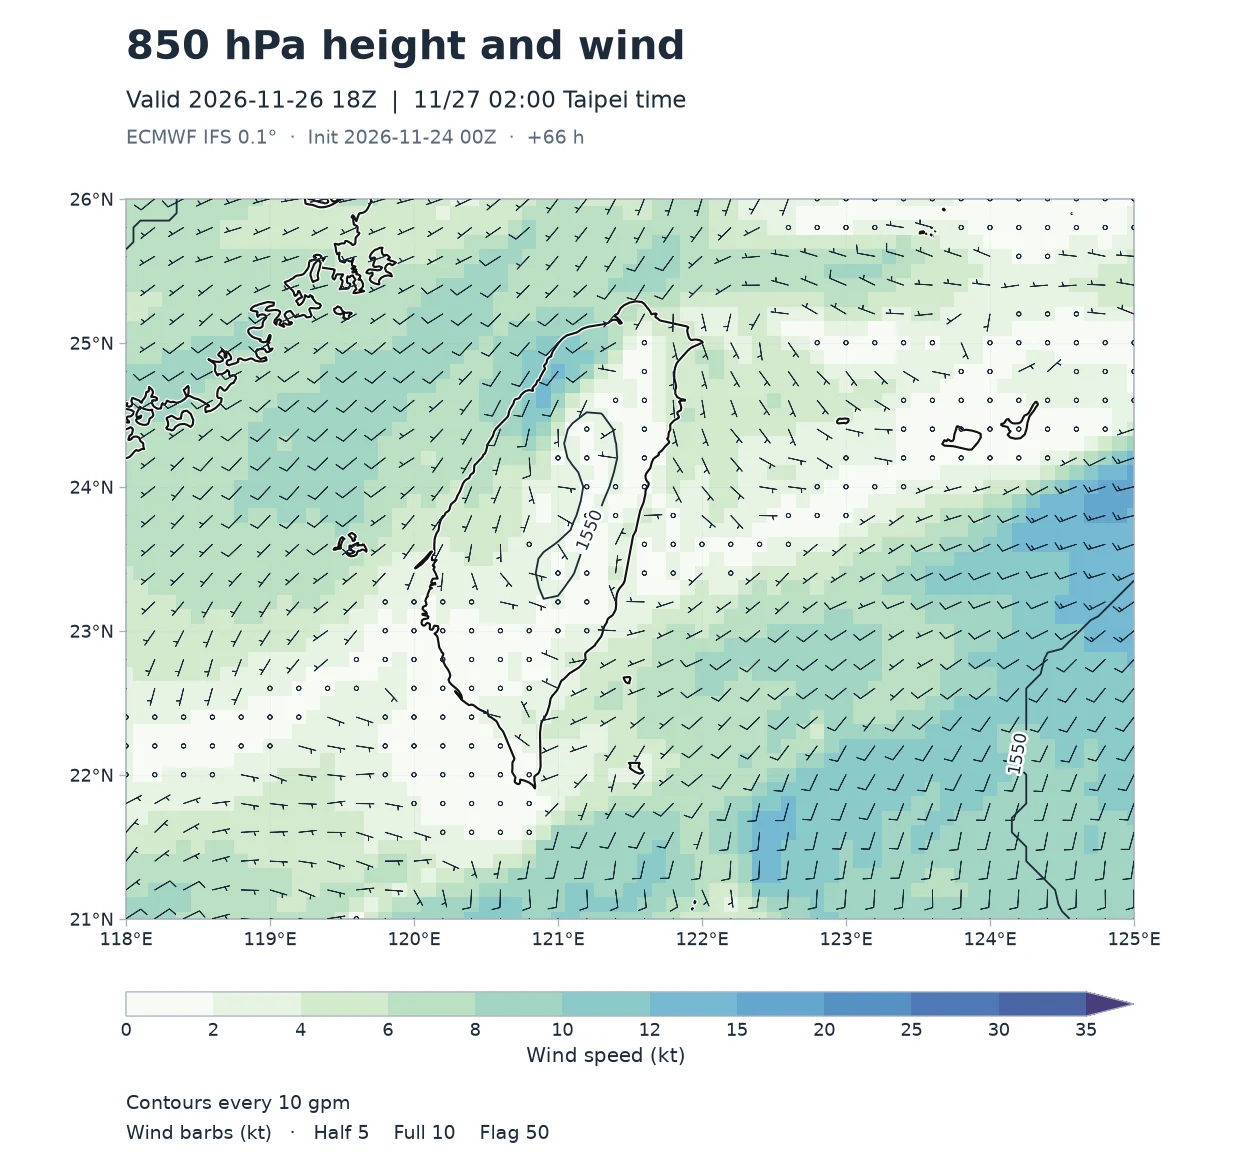 850 hPa height and wind
Valid 2026-11-26 18Z | 11/27 02:00 Taipei time
ECMWF IFS 0.1° · Init 2026-11-24 00Z · +66 h
26°N
25°N
24°N
23°N
22°N
21°N
1550
1550
118°E 119°E 120°E 121°E 122°E 123°E 124°E 125°E
0 2 4 6 8 10 12 15 20 25 30 35
Wind speed (kt)
Contours every 10 gpm
Wind barbs (kt) · Half 5 Full 10 Flag 50